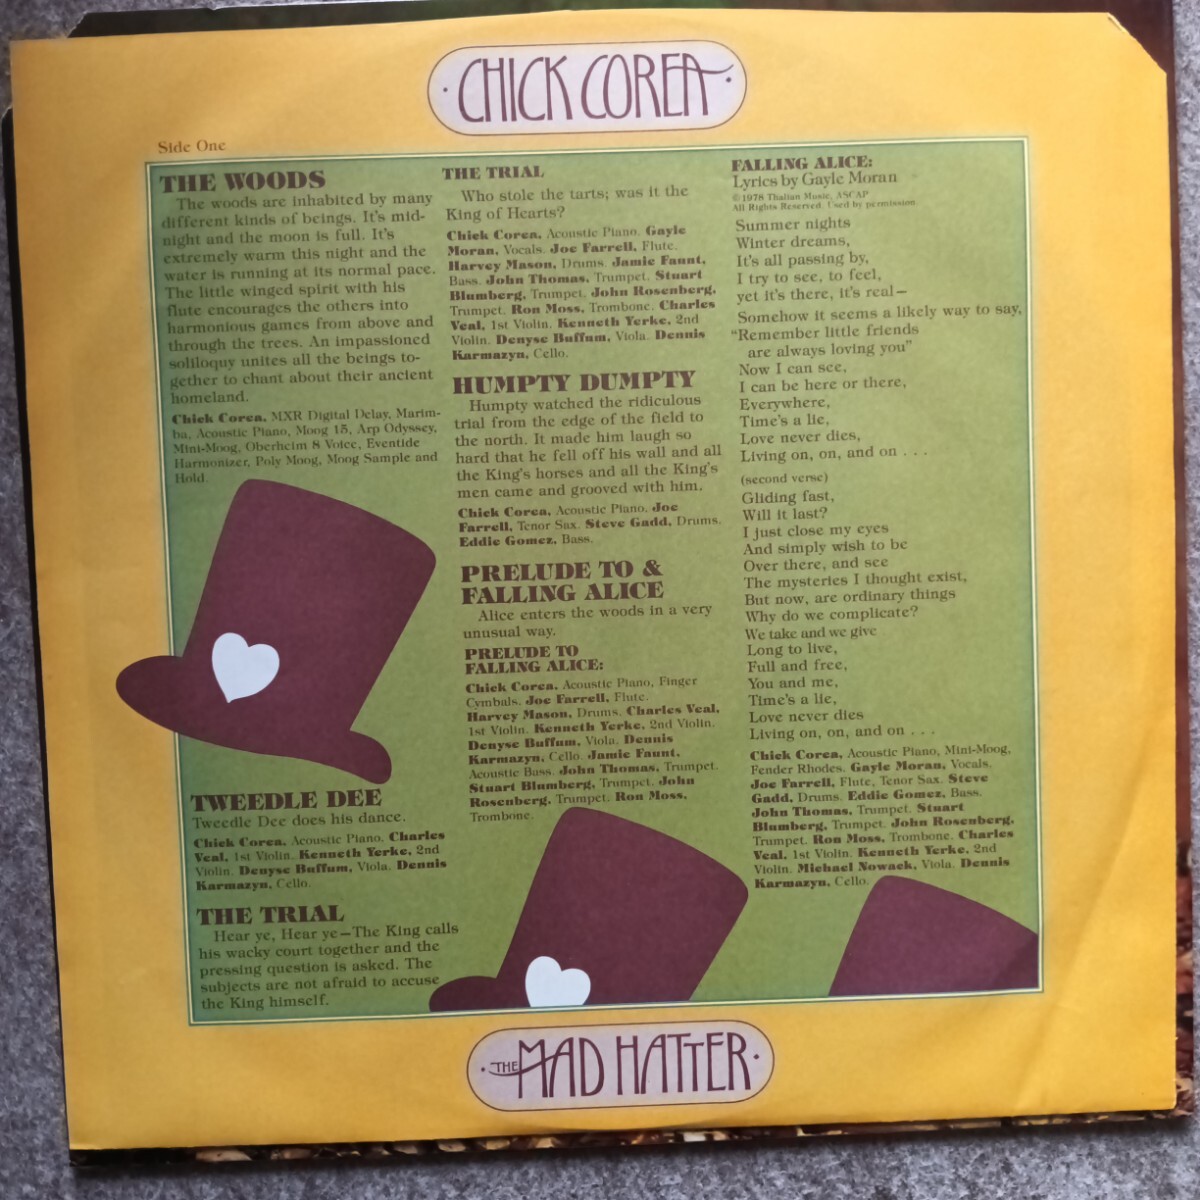 CHICK COREA
Side One
THE WOODS
The woods are inhabited by many
different kinds of beings. It's mid-
night and the moon is full. It's
extremely warm this night and the
water is running at its normal pace.
The little winged spirit with his
flute encourages the others into
harmonious games from above and
through the trees. An impassioned
soliloquy unites all the beings to-
gether to chant about their ancient
homeland.
Chick Corea, MXR Digital Delay, Marim-
ba, Acoustic Piano, Moog 15, Arp Odyssey,
Mini-Moog, Oberheim 8 Voice, Eventide
Harmonizer, Poly Moog, Moog Sample and
Hold.
TWEEDLE DEE
Tweedle Dee does his dance.
Chick Corea, Acoustic Piano. Charles
Veal, 1st Violin. Kenneth Yerke, 2nd
Violin. Denyse Buffum, Viola. Dennis
Karmazyn, Cello.
THE TRIAL
Hear ye, Hear ye—The King calls
his wacky court together and the
pressing question is asked. The
subjects are not afraid to accuse
the King himself.
THE TRIAL
Who stole the tarts; was it the
King of Hearts?
Chick Corea, Acoustic Piano. Gayle
Moran, Vocals. Joe Farrell, Flute.
Harvey Mason, Drums. Jamie Faunt,
Bass. John Thomas, Trumpet. Stuart
Blumberg, Trumpet. John Rosenberg,
Trumpet. Ron Moss, Trombone. Charles
Veal, 1st Violin. Kenneth Yerke, 2nd
Violin. Denyse Buffum, Viola. Dennis
Karmazyn, Cello.
HUMPTY DUMPTY
Humpty watched the ridiculous
trial from the edge of the field to
the north. It made him laugh so
hard that he fell off his wall and all
the King's horses and all the King's
men came and grooved with him.
Chick Corea, Acoustic Piano. Joe
Farrell, Tenor Sax. Steve Gadd, Drums.
Eddie Gomez, Bass.
PRELUDE TO &
FALLING ALICE
Alice enters the woods in a very
unusual way.
PRELUDE TO
FALLING ALICE:
Chick Corea, Acoustic Piano, Finger
Cymbals. Joe Farrell, Flute.
Harvey Mason, Drums. Charles Veal,
1st Violin. Kenneth Yerke, 2nd Violin.
Denyse Buffum, Viola. Dennis
Karmazyn, Cello. Jamie Faunt,
Acoustic Bass. John Thomas, Trumpet.
Stuart Blumberg, Trumpet. John
Rosenberg, Trumpet. Ron Moss,
Trombone.
FALLING ALICE:
Lyrics by Gayle Moran
©1978 Thalian Music, ASCAP
All Rights Reserved. Used by permission.
Summer nights
Winter dreams,
It's all passing by,
I try to see, to feel,
yet it's there, it's real—
Somehow it seems a likely way to say,
"Remember little friends
are always loving you"
Now I can see,
I can be here or there,
Everywhere,
Time's a lie,
Love never dies,
Living on, on, and on . . .
(second verse)
Gliding fast,
Will it last?
I just close my eyes
And simply wish to be
Over there, and see
The mysteries I thought exist,
But now, are ordinary things
Why do we complicate?
We take and we give
Long to live,
Full and free,
You and me,
Time's a lie,
Love never dies
Living on, on, and on . . .
Chick Corea, Acoustic Piano, Mini-Moog,
Fender Rhodes. Gayle Moran, Vocals.
Joe Farrell, Flute, Tenor Sax. Steve
Gadd, Drums. Eddie Gomez, Bass.
John Thomas, Trumpet. Stuart
Blumberg, Trumpet. John Rosenberg,
Trumpet. Ron Moss, Trombone. Charles
Veal, 1st Violin. Kenneth Yerke, 2nd
Violin. Michael Nowack, Viola. Dennis
Karmazyn, Cello.
THE MAD HATTER